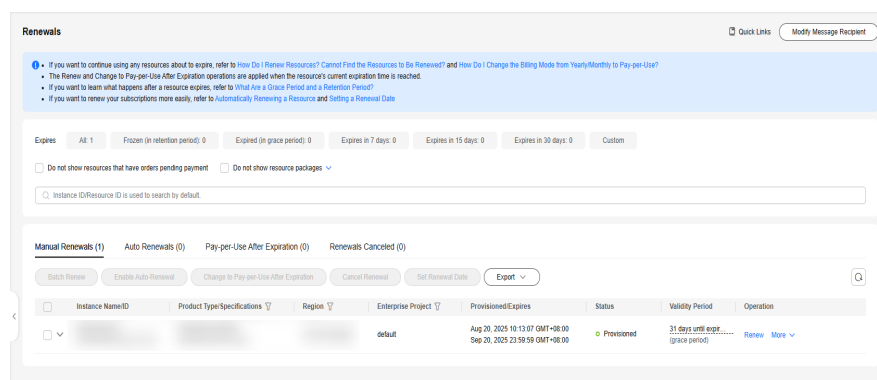 Renewals
Quick Links
Modify Message Recipient
If you want to continue using any resources about to expire, refer to How Do I Renew Resources? Cannot Find the Resources to Be Renewed? and How Do I Change the Billing Mode from Yearly/Monthly to Pay-per-Use?
The Renew and Change to Pay-per-Use After Expiration operations are applied when the resource's current expiration time is reached.
If you want to learn what happens after a resource expires, refer to What Are a Grace Period and a Retention Period?
If you want to renew your subscriptions more easily, refer to Automatically Renewing a Resource and Setting a Renewal Date
Expires All: 1 Frozen (in retention period): 0 Expired (in grace period): 0 Expires in 7 days: 0 Expires in 15 days: 0 Expires in 30 days: 0 Custom
Do not show resources that have orders pending payment Do not show resource packages
Instance ID/Resource ID is used to search by default.
Manual Renewals (1) Auto Renewals (0) Pay-per-Use After Expiration (0) Renewals Canceled (0)
Batch Renew Enable Auto-Renewal Change to Pay-per-Use After Expiration Cancel Renewal Set Renewal Date Export
Instance Name/ID Product Type/Specifications Region Enterprise Project Provisioned/Expires Status Validity Period Operation
default
Aug 20, 2025 10:13:07 GMT+08:00
Sep 20, 2025 23:59:59 GMT+08:00
Provisioned
31 days until expir...
(grace period)
Renew More